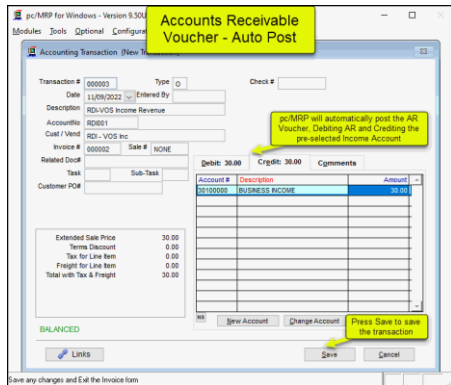 pc/MRP for Windows - Version 9.50U
Accounts Receivable
Voucher - Auto Post
Modules Tools Optional
Accounting Transaction (New
Transaction # 000003 Type O Check #
Date 11/09/2022 Entered By
Description RDI-VOS Income Revenue
AccountNo RDI001
Cust / Vend RDI - VOS Inc
Invoice # 000002 Sale # NONE
Related Doc#
Task Sub-Task
Customer PO#
pc/MRP will automatically post the AR
Voucher, Debiting AR and Crediting the
pre-selected Income Account
Debit: 30.00 Credit: 30.00 Comments
Account # Description Amount
30100000 BUSINESS INCOME 30.00
Extended Sale Price 30.00
Terms Discount 0.00
Tax for Line Item 0.00
Freight for Line Item 0.00
Total with Tax & Freight 30.00
BALANCED
NS New Account Change Account
Press Save to save
the transaction
Links Save Cancel
Save any changes and Exit the Invoice form